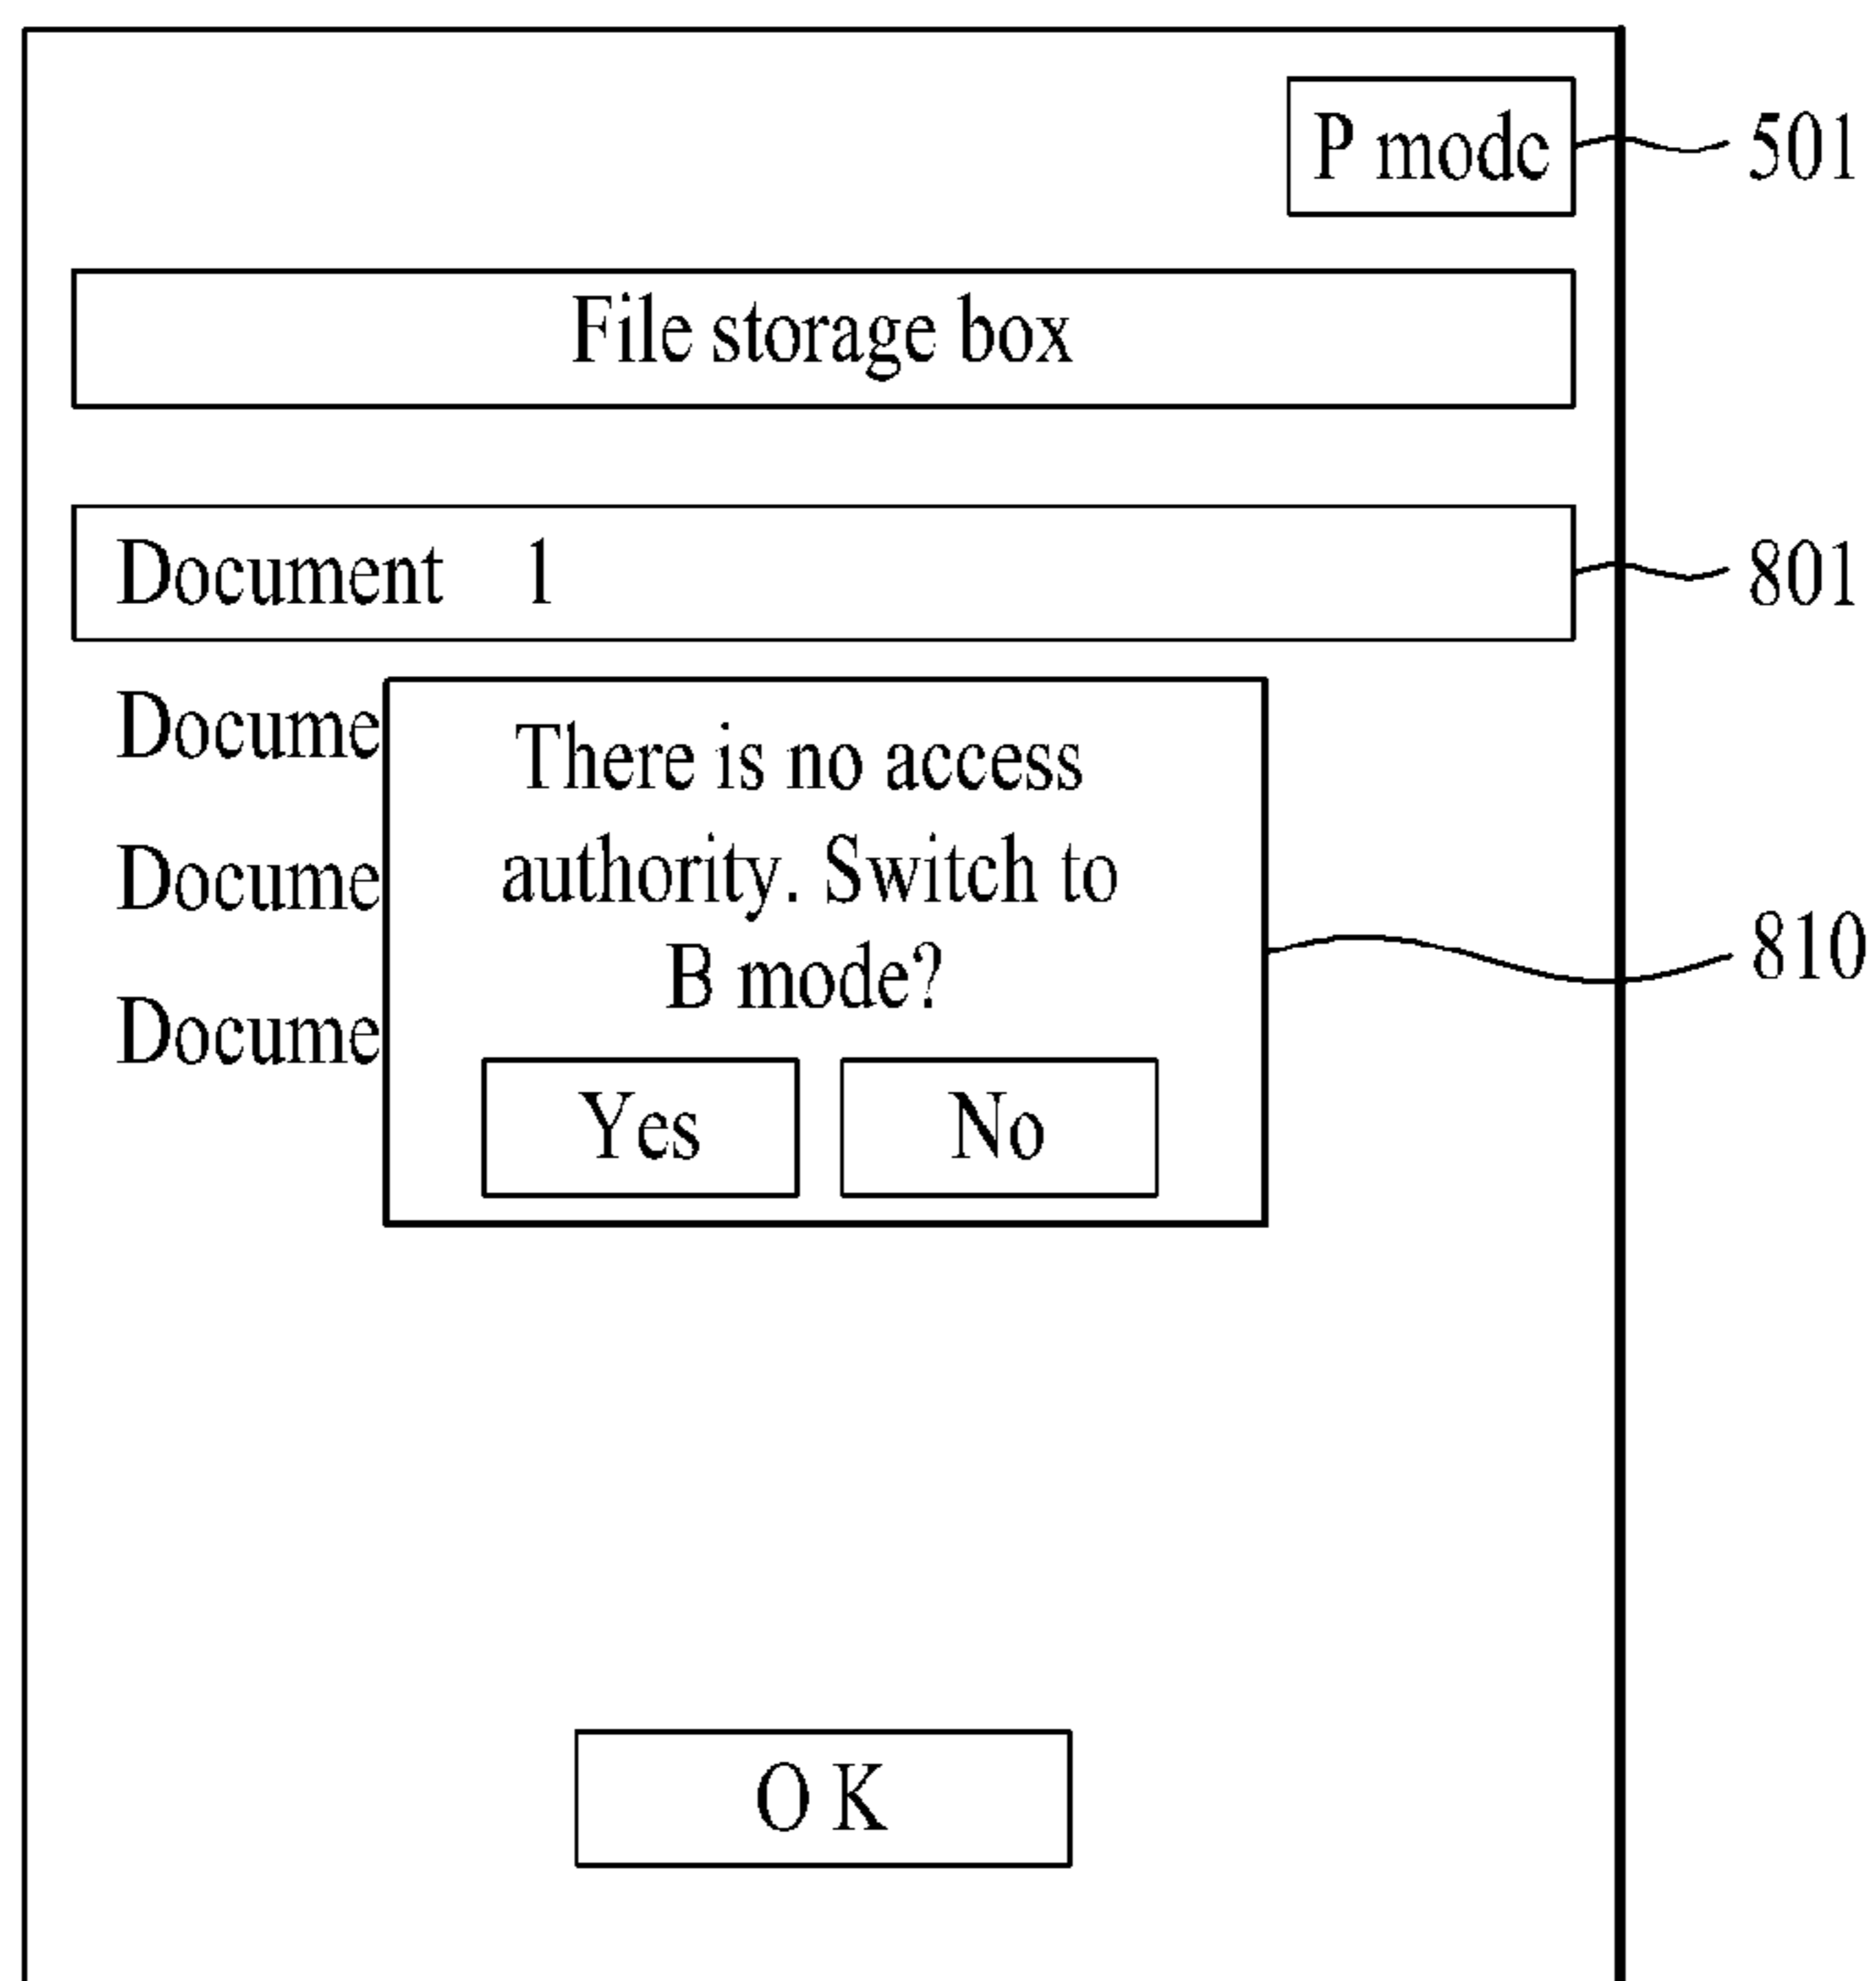 P mode
501
File storage box
Document 1
801
Docume
There is no access
authority. Switch to
B mode?
810
Docume
Docume
Yes
No
O K